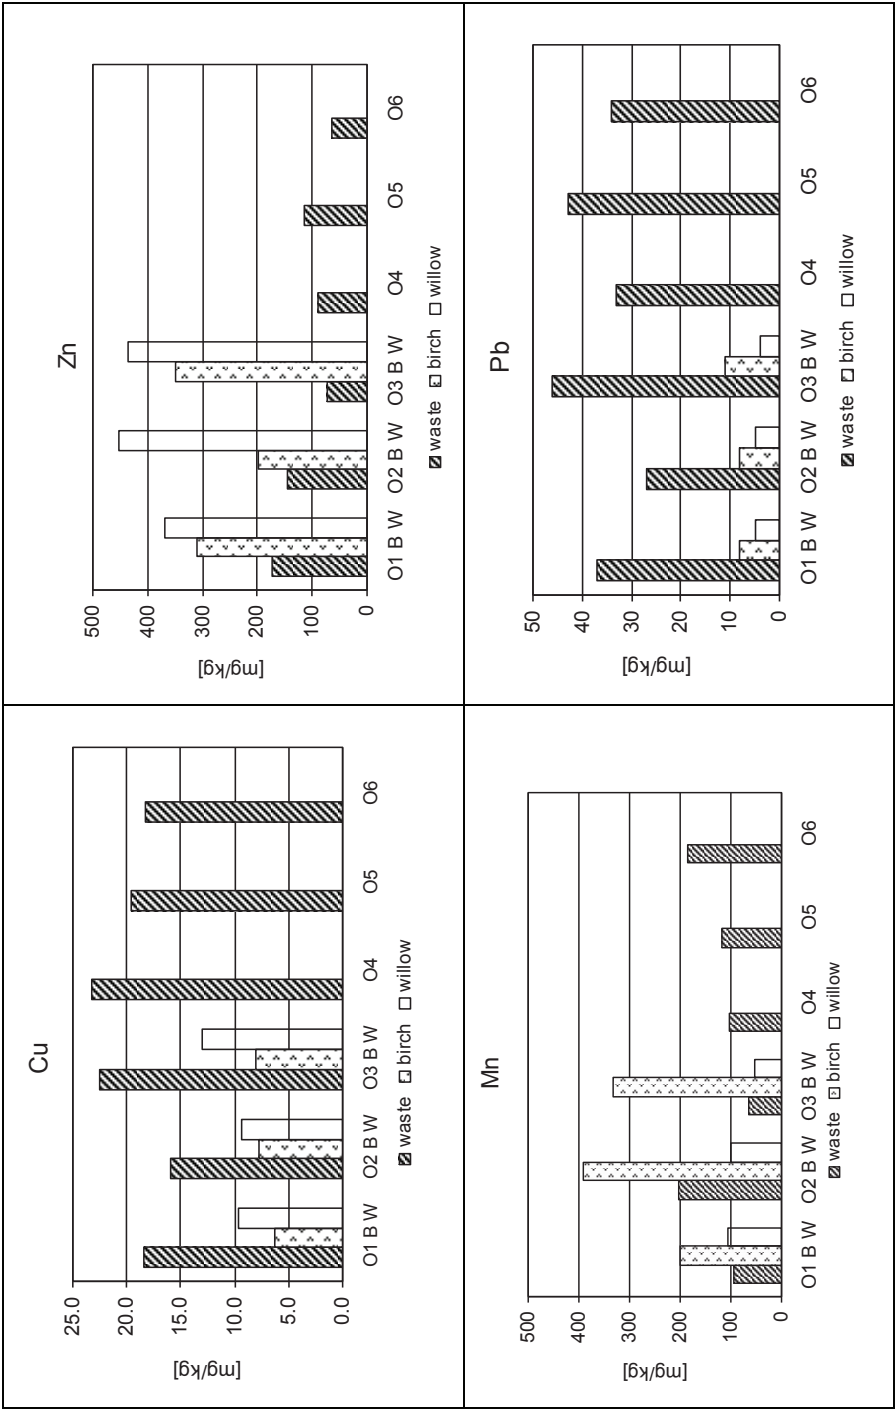 Cu
25.0
20.0
15.0
10.0
5.0
0.0
[mg/kg]
O1 B W O2 B W O3 B W O4 O5 O6
waste birch willow
Zn
500
400
300
200
100
0
[mg/kg]
O1 B W O2 B W O3 B W O4 O5 O6
waste birch willow
Mn
500
400
300
200
100
0
[mg/kg]
O1 B W O2 B W O3 B W O4 O5 O6
waste birch willow
Pb
50
40
30
20
10
0
[mg/kg]
O1 B W O2 B W O3 B W O4 O5 O6
waste birch willow